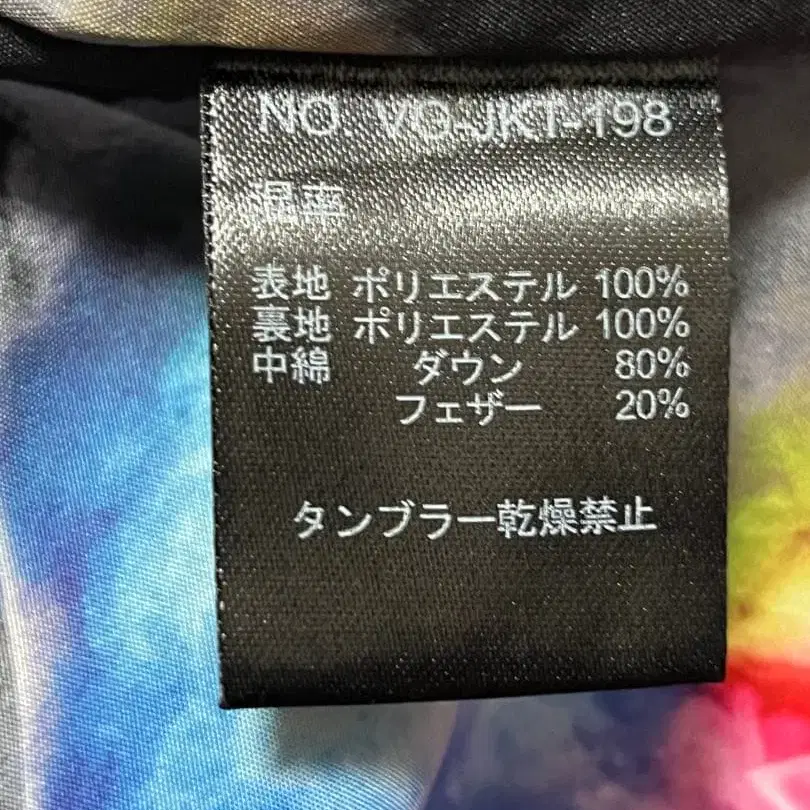 NO. VO-JKT-198
混率
表地 ポリエステル 100%
裏地 ポリエステル 100%
中綿 ダウン 80%
フェザー 20%
タンブラー乾燥禁止